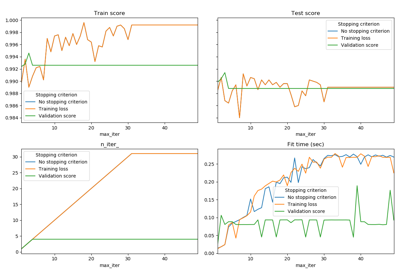 Train score
1.000
0.998
0.996
0.994
0.992
0.990
0.988
0.986
0.984
Stopping criterion
No stopping criterion
Training loss
Validation score
10
20
30
40
max_iter
Test score
Stopping criterion
No stopping criterion
Training loss
Validation score
10
20
30
40
max_iter
n_iter_
30
25
20
15
10
5
0
Stopping criterion
No stopping criterion
Training loss
Validation score
10
20
30
40
max_iter
Fit time (sec)
0.25
0.20
0.15
0.10
0.05
0.00
Stopping criterion
No stopping criterion
Training loss
Validation score
10
20
30
40
max_iter